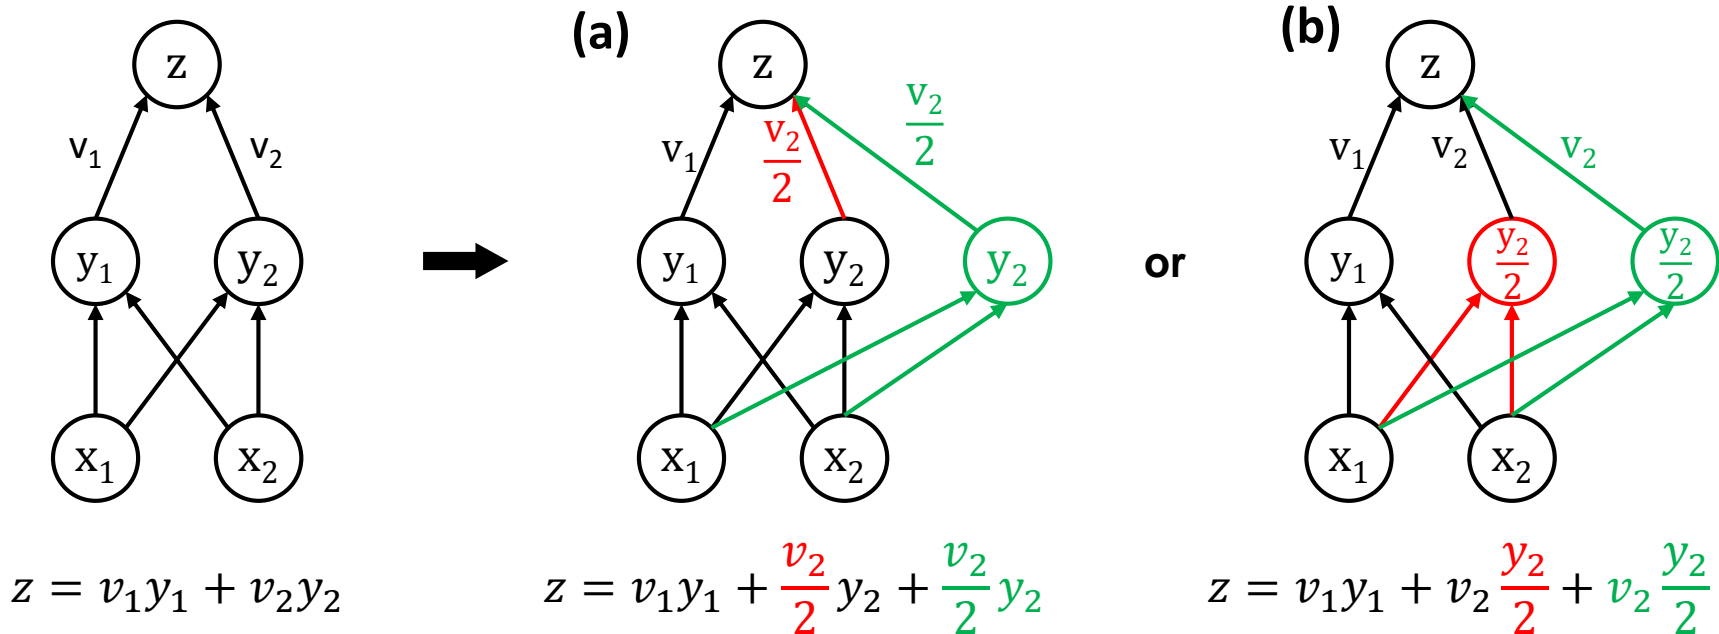 (a)
(b)
z
z
z
v₁
v₂
v₁
v₂/2
v₂/2
v₁
v₂
v₂
y₁
y₂
y₁
y₂
y₂
or
y₁
y₂/2
y₂/2
x₁
x₂
x₁
x₂
x₁
x₂
z = v₁y₁ + v₂y₂
z = v₁y₁ + v₂/2 y₂ + v₂/2 y₂
z = v₁y₁ + v₂ y₂/2 + v₂ y₂/2